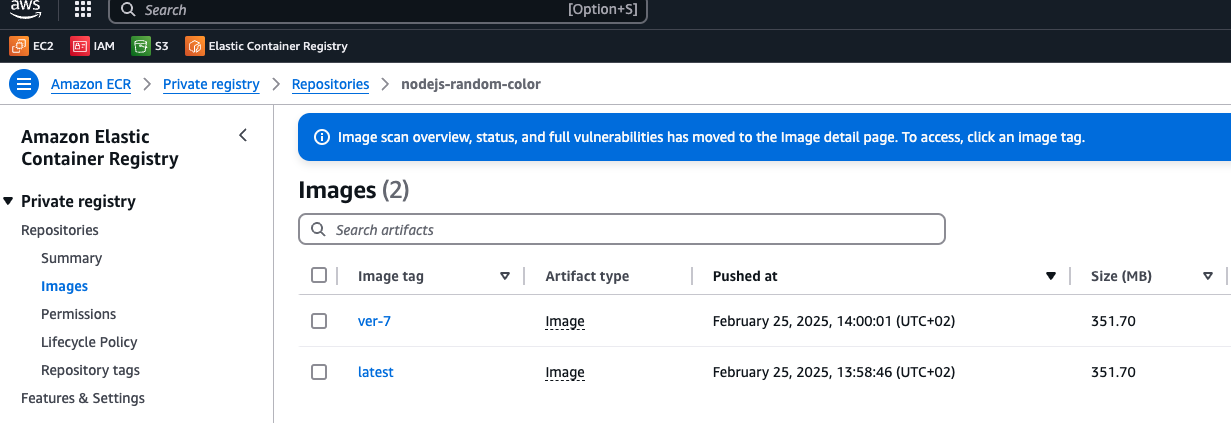 aws Search [Option+S]
EC2 IAM S3 Elastic Container Registry
Amazon ECR Private registry Repositories nodejs-random-color
Amazon Elastic
Container Registry
Private registry
Repositories
Summary
Images
Permissions
Lifecycle Policy
Repository tags
Features & Settings
Image scan overview, status, and full vulnerabilities has moved to the Image detail page. To access, click an image tag.
Images (2)
Search artifacts
Image tag Artifact type Pushed at Size (MB)
ver-7 Image February 25, 2025, 14:00:01 (UTC+02) 351.70
latest Image February 25, 2025, 13:58:46 (UTC+02) 351.70